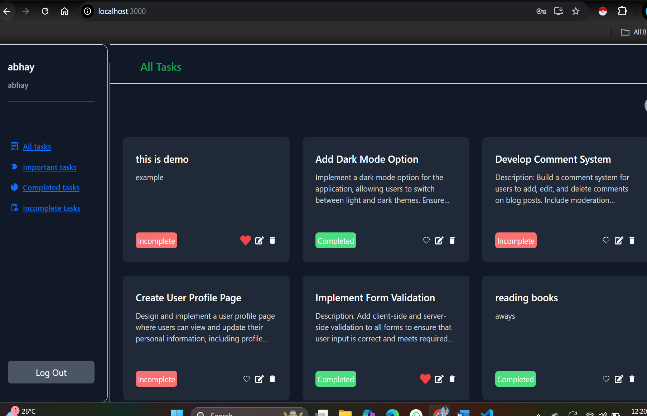 localhost:3000
All B
abhay
abhay
All tasks
Important tasks
Completed tasks
Incomplete tasks
Log Out
All Tasks
this is demo
example
Incomplete
Add Dark Mode Option
Implement a dark mode option for the
application, allowing users to switch
between light and dark themes. Ensure...
Completed
Develop Comment System
Description: Build a comment system for
users to add, edit, and delete comments
on blog posts. Include moderation...
Incomplete
Create User Profile Page
Design and implement a user profile page
where users can view and update their
personal information, including profile...
Incomplete
Implement Form Validation
Description: Add client-side and server-
side validation to all forms to ensure that
user input is correct and meets required...
Completed
reading books
aways
Completed
26°C
Search
12:20